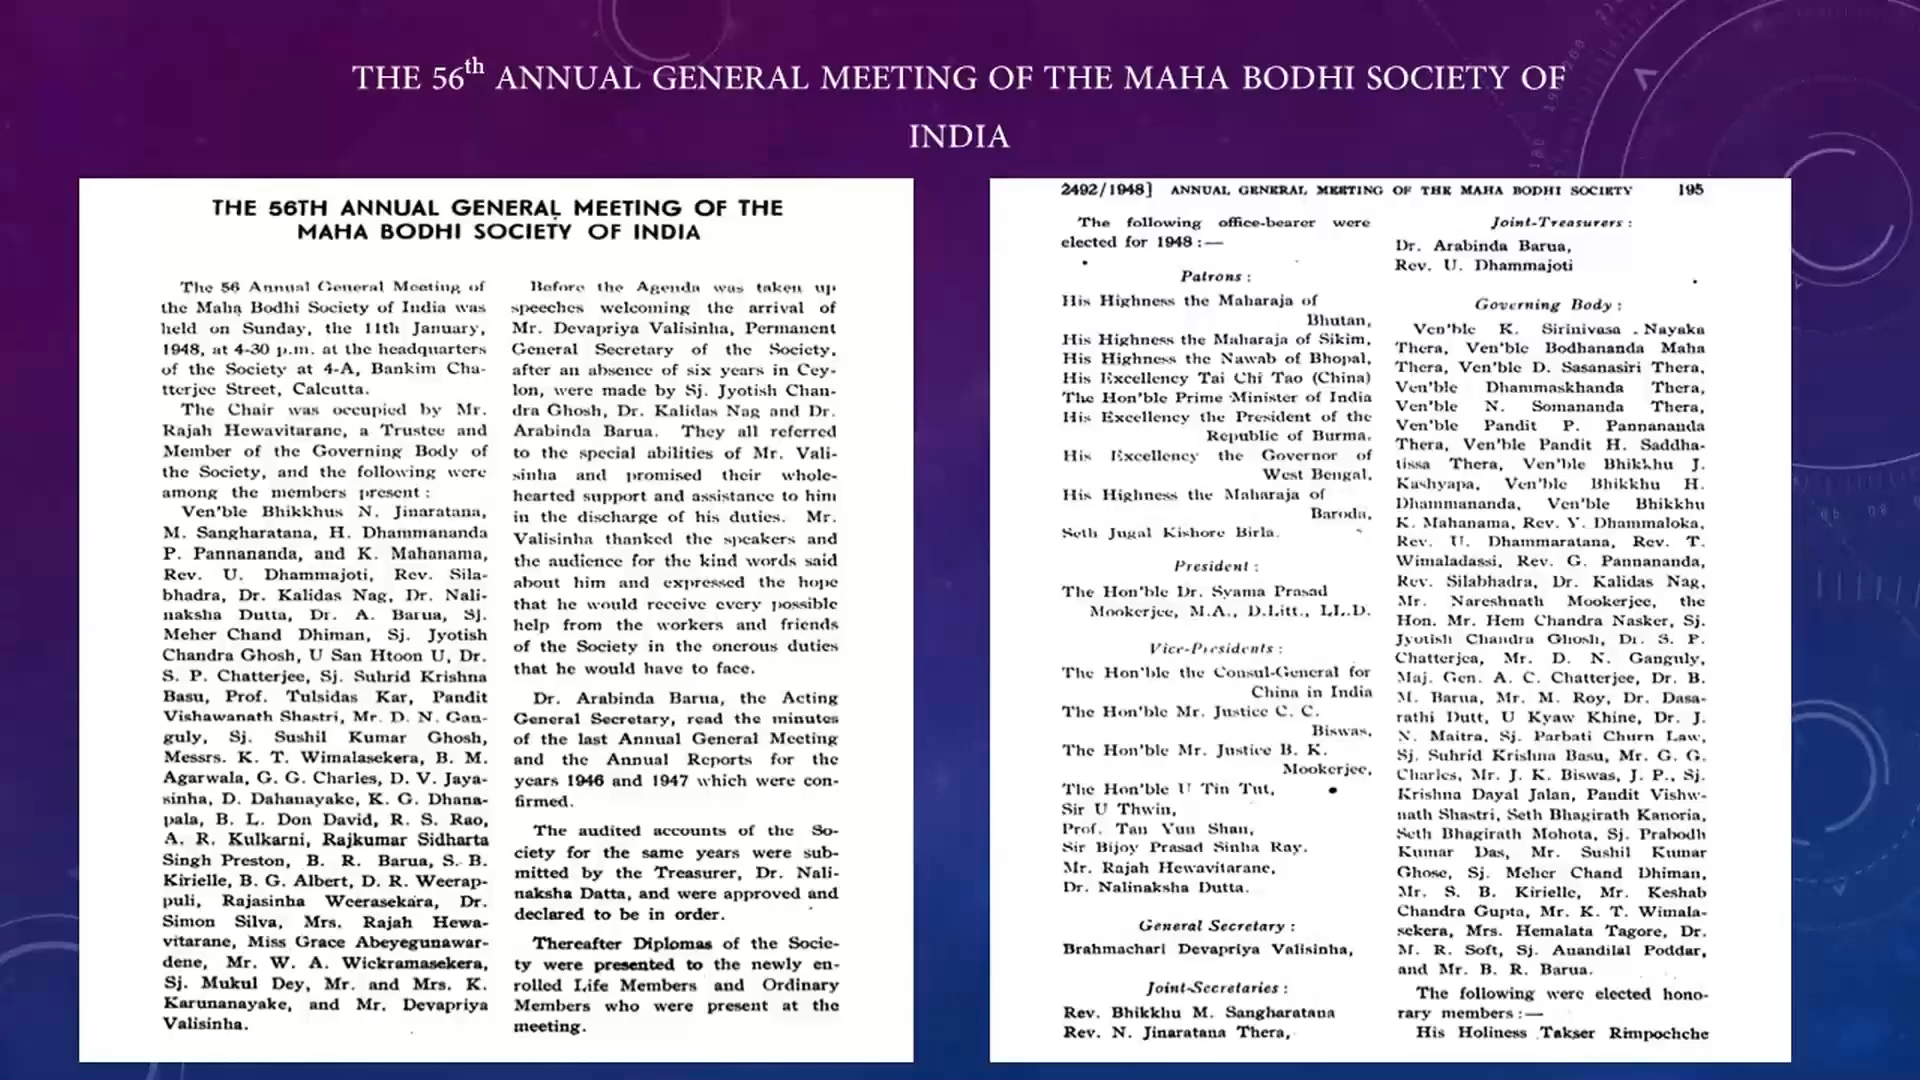 THE 56th ANNUAL GENERAL MEETING OF THE MAHA BODHI SOCIETY OF
INDIA
THE 56TH ANNUAL GENERAL MEETING OF THE
MAHA BODHI SOCIETY OF INDIA
The 56 Annual General Meeting of
the Maha Bodhi Society of India was
held on Sunday, the 11th January,
1948, at 4-30 p.m. at the headquarters
of the Society at 4-A, Bankim Cha-
tterjee Street, Calcutta.
The Chair was occupied by Mr.
Rajah Hewavitarane, a Trustee and
Member of the Governing Body of
the Society, and the following were
among the members present :
Ven'ble Bhikkhus N. Jinaratana,
M. Sangharatana, H. Dhammananda
P. Pannananda, and K. Mahanama,
Rev. U. Dhammajoti, Rev. Sila-
bhadra, Dr. Kalidas Nag, Dr. Nali-
naksha Dutta, Dr. A. Barua, Sj.
Meher Chand Dhiman, Sj. Jyotish
Chandra Ghosh, U San Htoon U, Dr.
S. P. Chatterjee, Sj. Suhrid Krishna
Basu, Prof. Tulsidas Kar, Pandit
Vishawanath Shastri, Mr. D. N. Gan-
guly, Sj. Sushil Kumar Ghosh,
Messrs. K. T. Wimalasekera, B. M.
Agarwala, G. G. Charles, D. V. Jaya-
sinha, D. Dahanayake, K. G. Dhana-
pala, B. L. Don David, R. S. Rao,
A. R. Kulkarni, Rajkumar Sidharta
Singh Preston, B. R. Barua, S. B.
Kirielle, B. G. Albert, D. R. Weerap-
puli, Rajasinha Weerasekara, Dr.
Simon Silva, Mrs. Rajah Hewa-
vitarane, Miss Grace Abeyegunawar-
dene, Mr. W. A. Wickramasekera,
Sj. Mukul Dey, Mr. and Mrs. K.
Karunanayake, and Mr. Devapriya
Valisinha.
Before the Agenda was taken up
speeches welcoming the arrival of
Mr. Devapriya Valisinha, Permanent
General Secretary of the Society,
after an absence of six years in Cey-
lon, were made by Sj. Jyotish Chan-
dra Ghosh, Dr. Kalidas Nag and Dr.
Arabinda Barua. They all referred
to the special abilities of Mr. Vali-
sinha and promised their whole-
hearted support and assistance to him
in the discharge of his duties. Mr.
Valisinha thanked the speakers and
the audience for the kind words said
about him and expressed the hope
that he would receive every possible
help from the workers and friends
of the Society in the onerous duties
that he would have to face.
Dr. Arabinda Barua, the Acting
General Secretary, read the minutes
of the last Annual General Meeting
and the Annual Reports for the
years 1946 and 1947 which were con-
firmed.
The audited accounts of the So-
ciety for the same years were sub-
mitted by the Treasurer, Dr. Nali-
naksha Datta, and were approved and
declared to be in order.
Thereafter Diplomas of the Socie-
ty were presented to the newly en-
rolled Life Members and Ordinary
Members who were present at the
meeting.
2492/1948] ANNUAL GENERAL MEETING OF THE MAHA BODHI SOCIETY 195
The following office-bearer were
elected for 1948 :—
Patrons :
His Highness the Maharaja of
Bhutan,
His Highness the Maharaja of Sikim,
His Highness the Nawab of Bhopal,
His Excellency Tai Chi Tao (China)
The Hon'ble Prime Minister of India
His Excellency the President of the
Republic of Burma.
His Excellency the Governor of
West Bengal,
His Highness the Maharaja of
Baroda,
Seth Jugal Kishore Birla.
President :
The Hon'ble Dr. Syama Prasad
Mookerjee, M.A., D.Litt., LL.D.
Vice-Presidents :
The Hon'ble the Consul-General for
China in India
The Hon'ble Mr. Justice C. C.
Biswas,
The Hon'ble Mr. Justice B. K.
Mookerjee,
The Hon'ble U Tin Tut,
Sir U Thwin,
Prof. Tan Yun Shan,
Sir Bijoy Prasad Sinha Ray.
Mr. Rajah Hewavitarane,
Dr. Nalinaksha Dutta.
General Secretary :
Brahmachari Devapriya Valisinha,
Joint-Secretaries :
Rev. Bhikkhu M. Sangharatana
Rev. N. Jinaratana Thera,
Joint-Treasurers :
Dr. Arabinda Barua,
Rev. U. Dhammajoti
Governing Body :
Ven'ble K. Sirinivasa Nayaka
Thera, Ven'ble Bodhananda Maha
Thera, Ven'ble D. Sasanasiri Thera,
Ven'ble Dhammaskhanda Thera,
Ven'ble N. Somananda Thera,
Ven'ble Pandit P. Pannananda
Thera, Ven'ble Pandit H. Saddha-
tissa Thera, Ven'ble Bhikkhu J.
Kashyapa, Ven'ble Bhikkhu H.
Dhammananda, Ven'ble Bhikkhu
K. Mahanama, Rev. Y. Dhammaloka,
Rev. U. Dhammaratana, Rev. T.
Wimaladassi, Rev. G. Pannananda,
Rev. Silabhadra, Dr. Kalidas Nag,
Mr. Nareshnath Mookerjee, the
Hon. Mr. Hem Chandra Nasker, Sj.
Jyotish Chandra Ghosh, Dr. S. P.
Chatterjea, Mr. D. N. Ganguly,
Maj. Gen. A. C. Chatterjee, Dr. B.
M. Barua, Mr. M. Roy, Dr. Dasa-
rathi Dutt, U Kyaw Khine, Dr. J.
N. Maitra, Sj. Parbati Churn Law,
Sj. Suhrid Krishna Basu, Mr. G. G.
Charles, Mr. J. K. Biswas, J. P., Sj.
Krishna Dayal Jalan, Pandit Vishw-
nath Shastri, Seth Bhagirath Kanoria,
Seth Bhagirath Mohota, Sj. Prabodh
Kumar Das, Mr. Sushil Kumar
Ghose, Sj. Meher Chand Dhiman,
Mr. S. B. Kirielle, Mr. Keshab
Chandra Gupta, Mr. K. T. Wimala-
sekera, Mrs. Hemalata Tagore, Dr.
M. R. Soft, Sj. Anandilal Poddar,
and Mr. B. R. Barua.
The following were elected hono-
rary members :—
His Holiness Takser Rimpochche